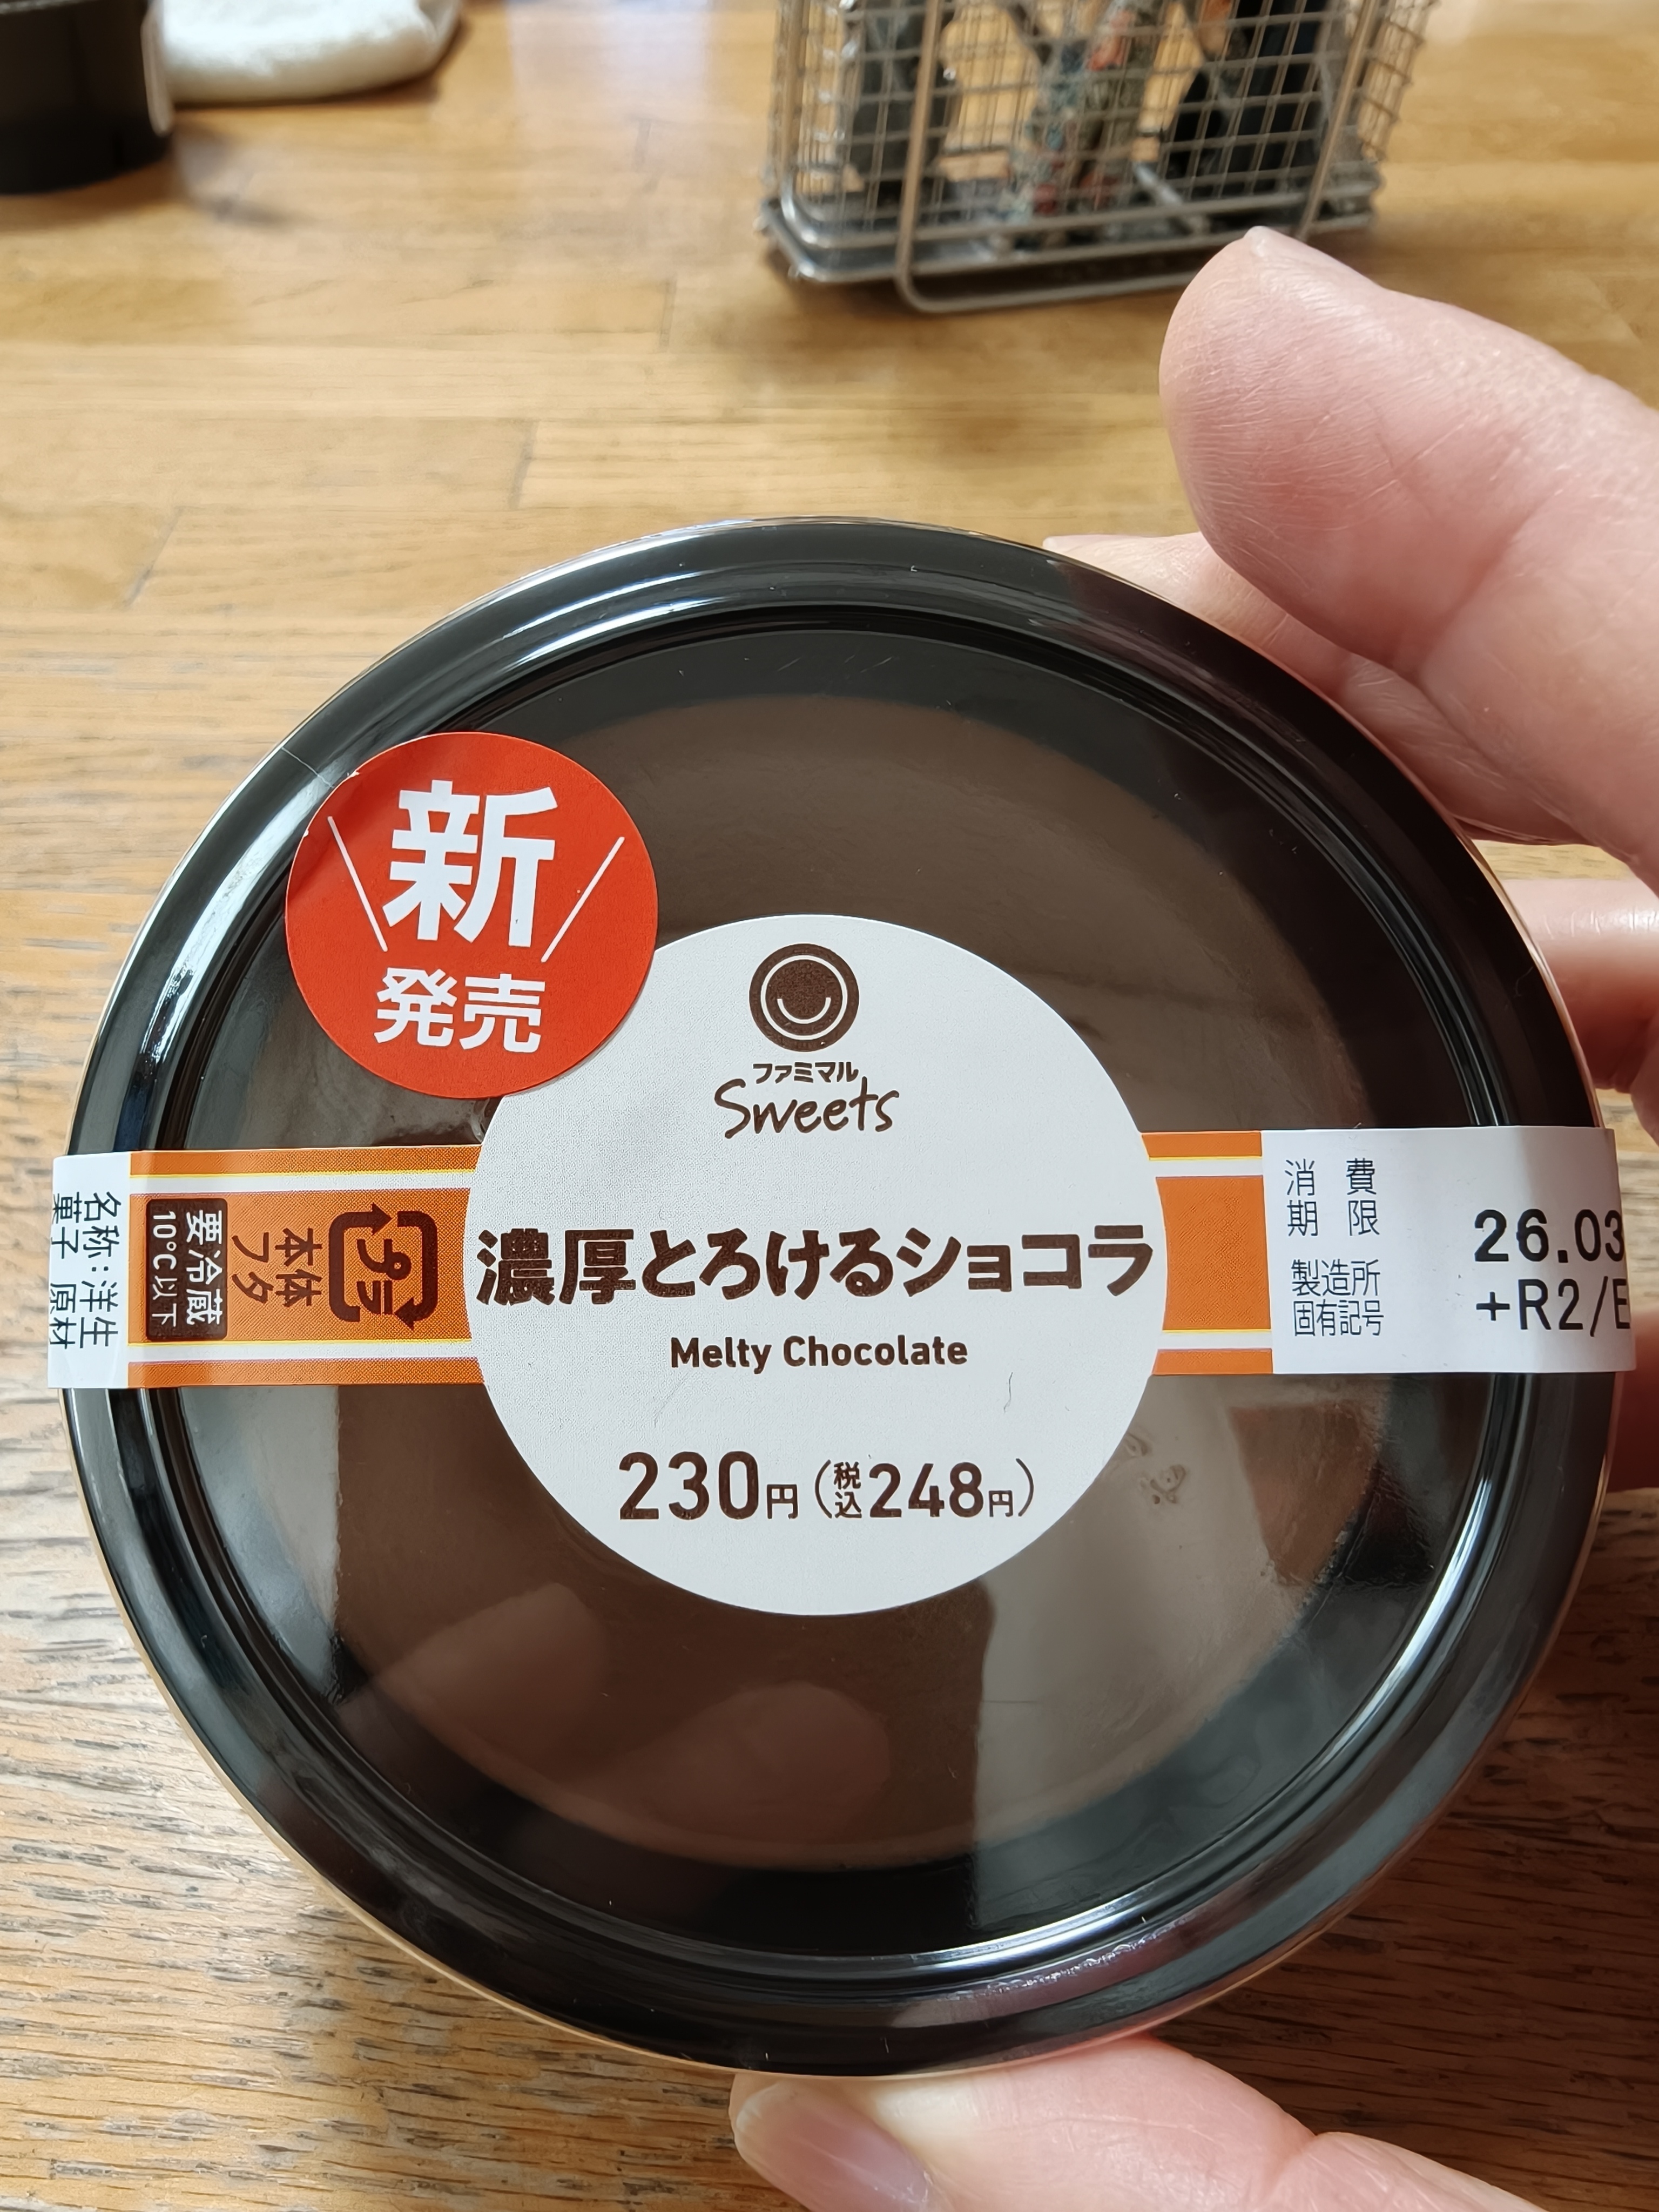 新
発売
ファミマル
Sweets
濃厚とろけるショコラ
Melty Chocolate
230円(税込248円)
名称:洋生
菓子 原材
要冷蔵
10℃以下
本体
フタ
プラ
消費
期限
26.03
製造所
固有記号
+R2/E